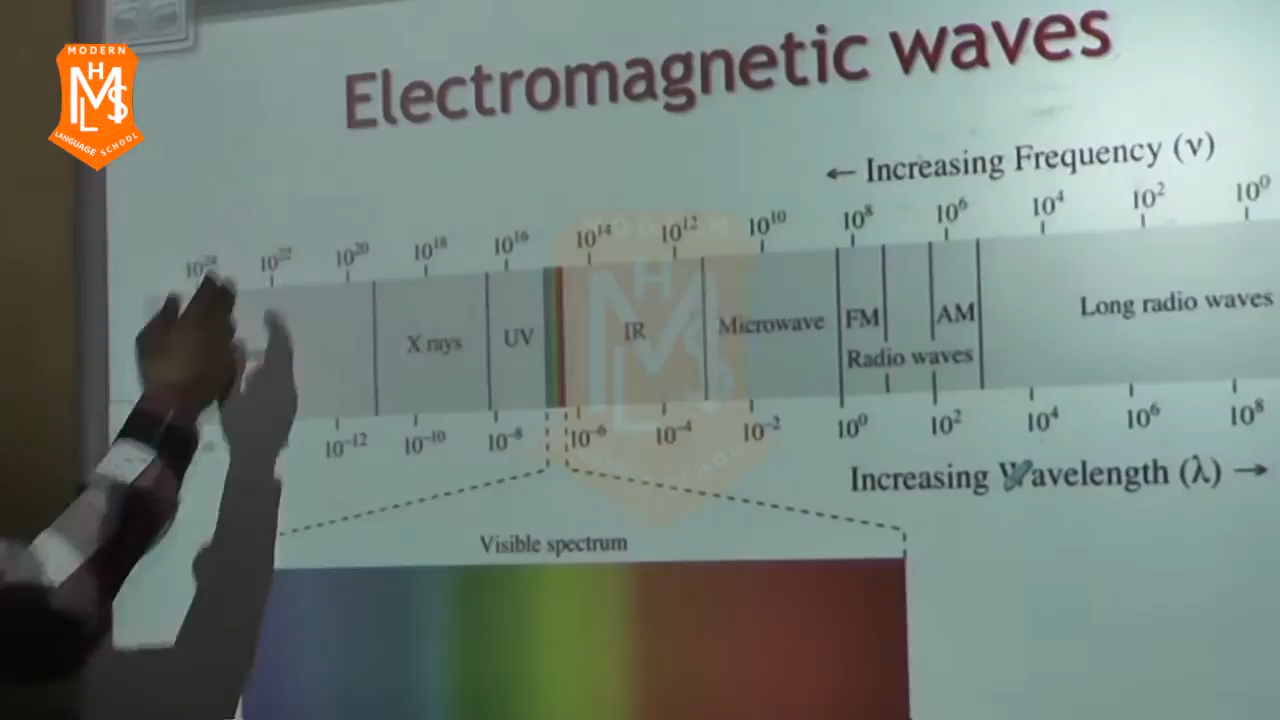 MODERN
H
M
L
S
LANGUAGE SCHOOL
Electromagnetic waves
← Increasing Frequency (ν)
10²⁴ 10²² 10²⁰ 10¹⁸ 10¹⁶ 10¹⁴ 10¹² 10¹⁰ 10⁸ 10⁶ 10⁴ 10² 10⁰
X rays UV IR Microwave FM AM Long radio waves
Radio waves
10⁻¹² 10⁻¹⁰ 10⁻⁸ 10⁻⁶ 10⁻⁴ 10⁻² 10⁰ 10² 10⁴ 10⁶ 10⁸
Increasing Wavelength (λ) →
Visible spectrum